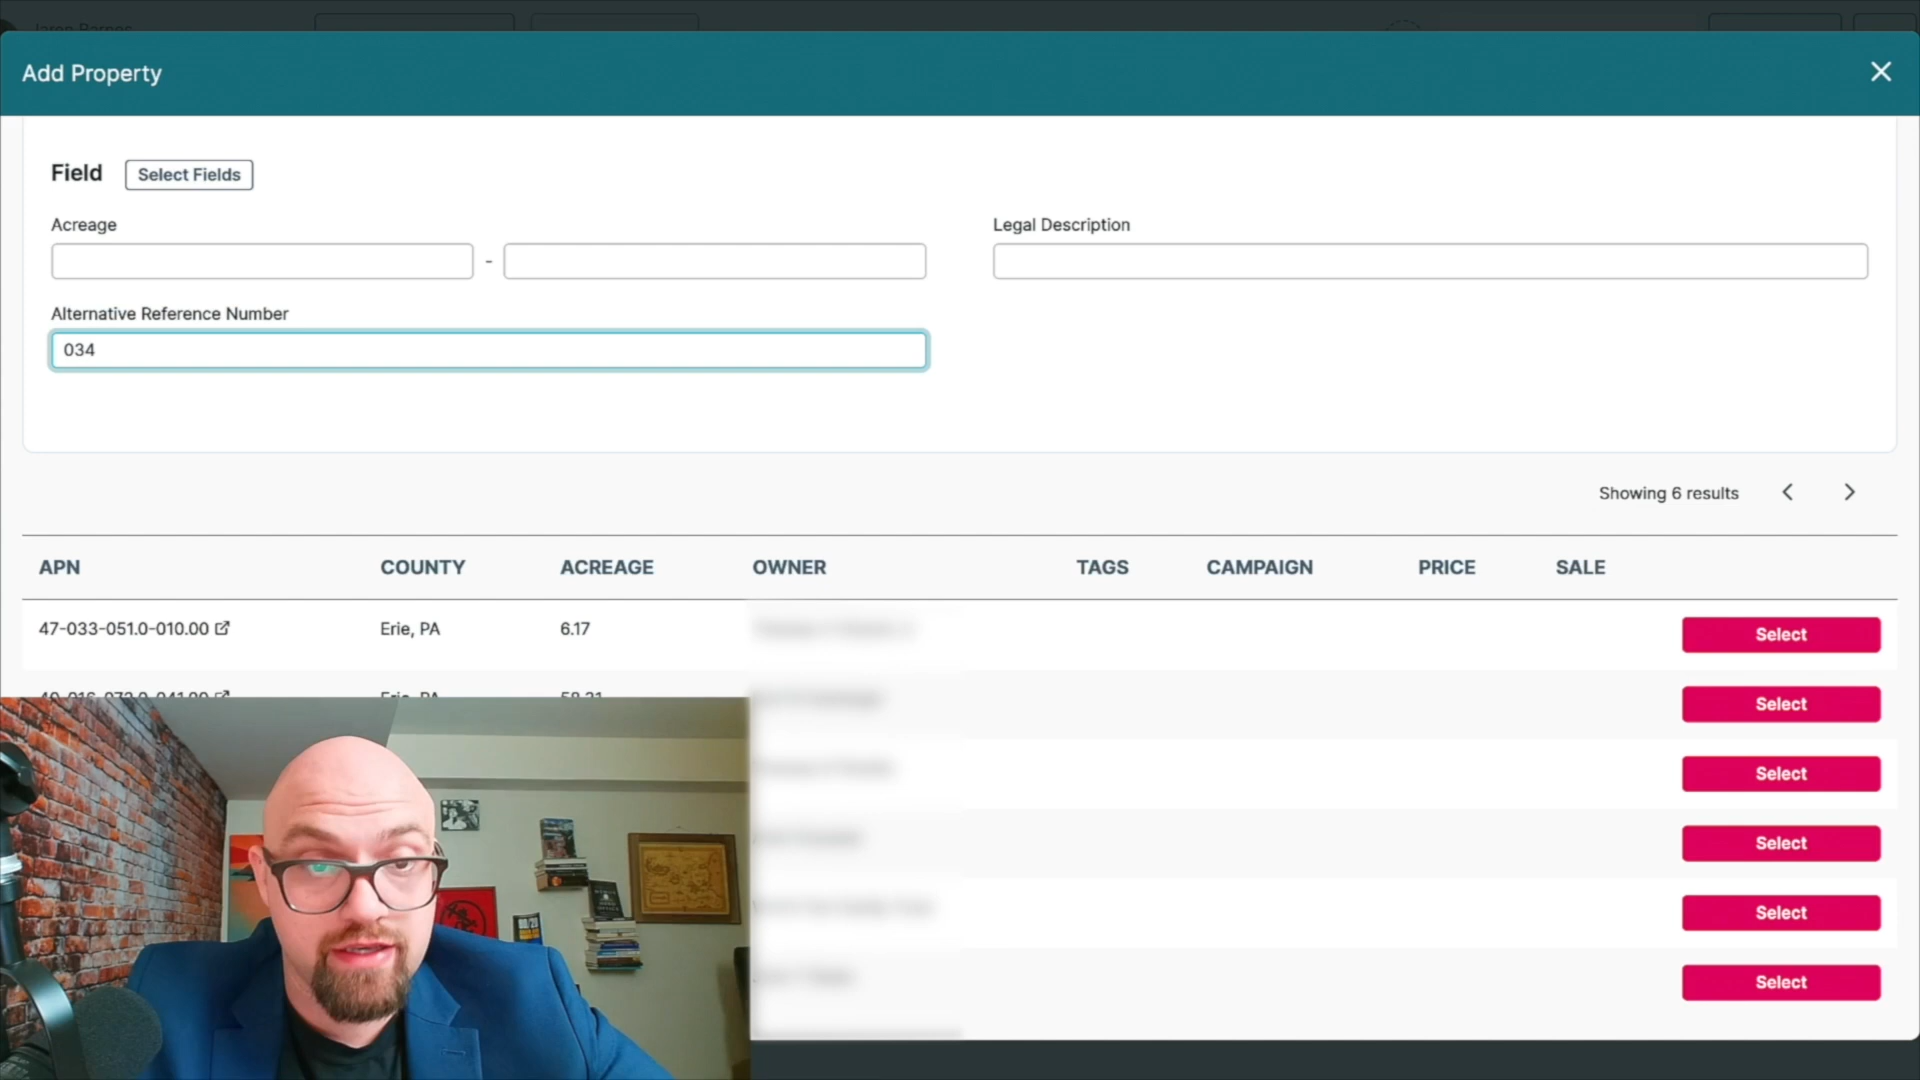 Jaren Barnes
Add Property
Field Select Fields
Acreage
Legal Description
-
Alternative Reference Number
034
Showing 6 results
APN COUNTY ACREAGE OWNER TAGS CAMPAIGN PRICE SALE
47-033-051.0-010.00 Erie, PA 6.17 Select
Erie, PA Select
Select
Select
Select
Select